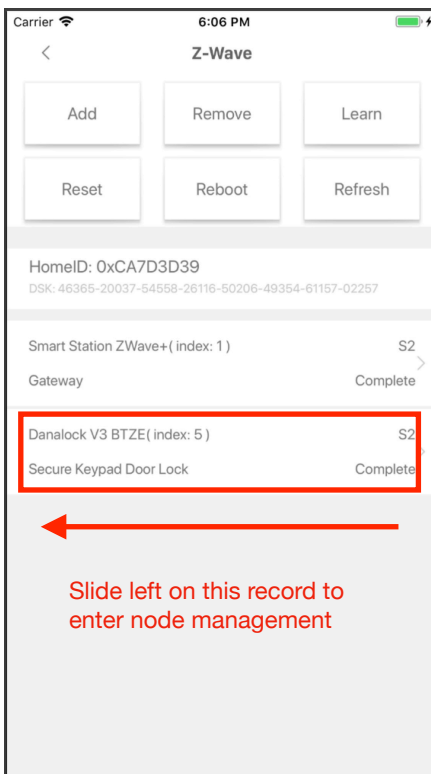 Carrier 6:06 PM
Z-Wave
Add Remove Learn
Reset Reboot Refresh
HomeID: 0xCA7D3D39
DSK: 46365-20037-54558-26116-50206-49354-61157-02257
Smart Station ZWave+( index: 1 ) S2
Gateway Complete
Danalock V3 BTZE( index: 5 ) S2
Secure Keypad Door Lock Complete
Slide left on this record to
enter node management